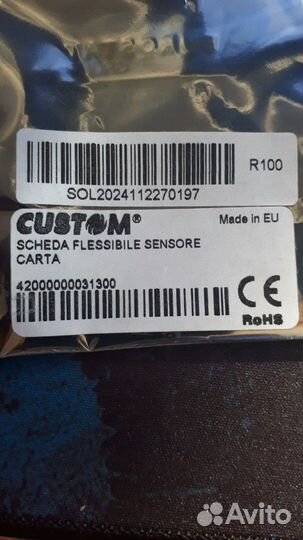 R100
SOL2024112270197
CUSTOM®
Made in EU
SCHEDA FLESSIBILE SENSORE
CARTA
42000000031300
CE
RoHS
Avito